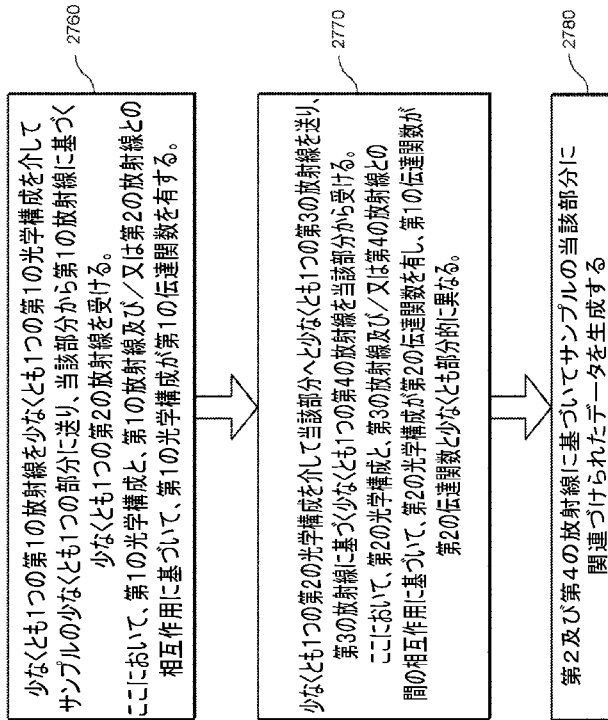 少なくとも1つの第1の放射線を少なくとも1つの第1の光学構成を介して
サンプルの少なくとも1つの部分に送り、当該部分から第1の放射線に基づく
少なくとも1つの第2の放射線を受ける。
ここにおいて、第1の光学構成と、第1の放射線及び/又は第2の放射線との
相互作用に基づいて、第1の光学構成が第1の伝達関数を有する。
2760
少なくとも1つの第2の光学構成を介して当該部分へと少なくとも1つの第3の放射線を送り、
第3の放射線に基づく少なくとも1つの第4の放射線を当該部分から受ける。
ここにおいて、第2の光学構成と、第3の放射線及び/又は第4の放射線との
間の相互作用に基づいて、第2の光学構成が第2の伝達関数を有し、第1の伝達関数が
第2の伝達関数と少なくとも部分的に異なる。
2770
第2及び第4の放射線に基づいてサンプルの当該部分に
関連づけられたデータを生成する
2780